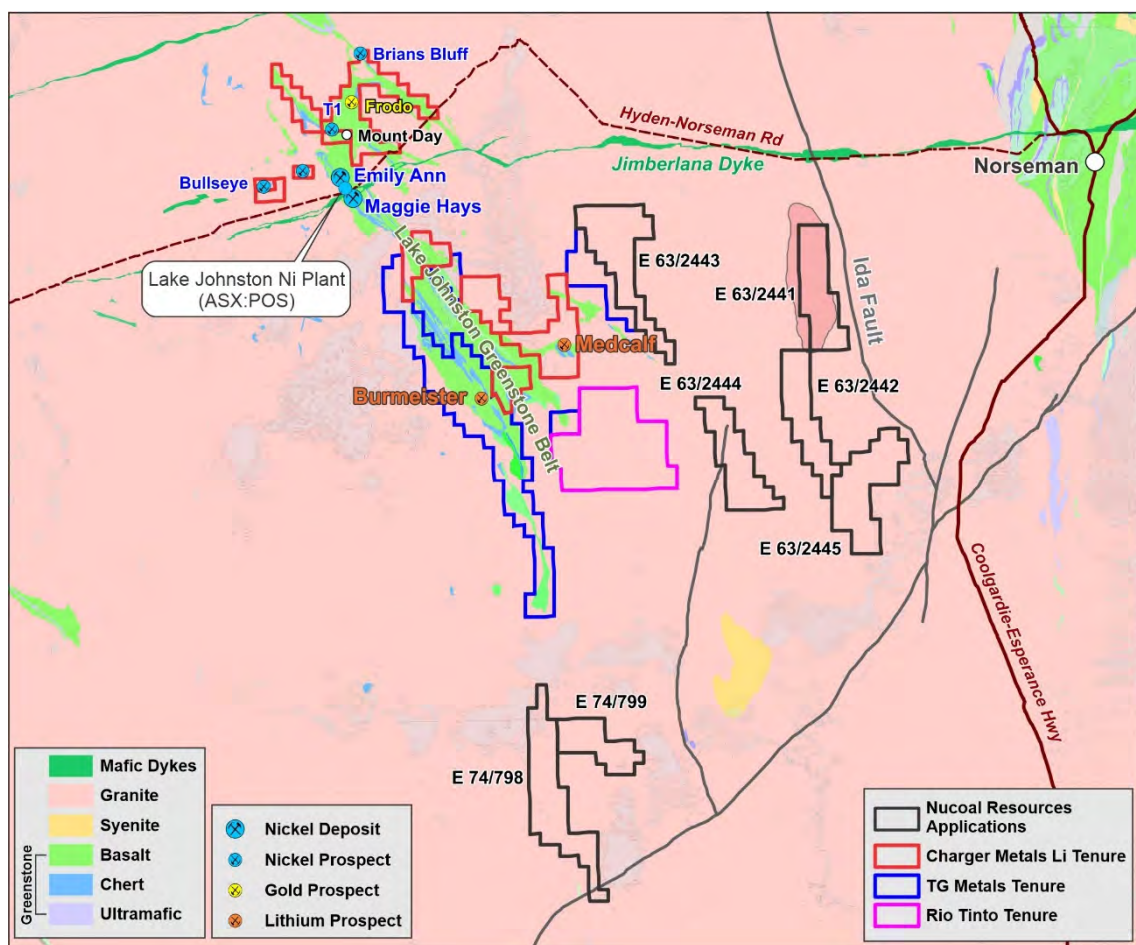 Brians Bluff
T1
Frodo
Mount Day
Hyden-Norseman Rd
Jimberlana Dyke
Norseman
Bullseye
Emily Ann
Maggie Hays
Lake Johnston Ni Plant
(ASX:POS)
Lake Johnston Greenstone Belt
E 63/2443
E 63/2441
Ida Fault
Medcalf
Burmeister
E 63/2444
E 63/2442
E 63/2445
Coolgardie-Esperance Hwy
E 74/799
E 74/798
Mafic Dykes
Granite
Syenite
Basalt
Chert
Ultramafic
Greenstone
Nickel Deposit
Nickel Prospect
Gold Prospect
Lithium Prospect
Nucoal Resources
Applications
Charger Metals Li Tenure
TG Metals Tenure
Rio Tinto Tenure